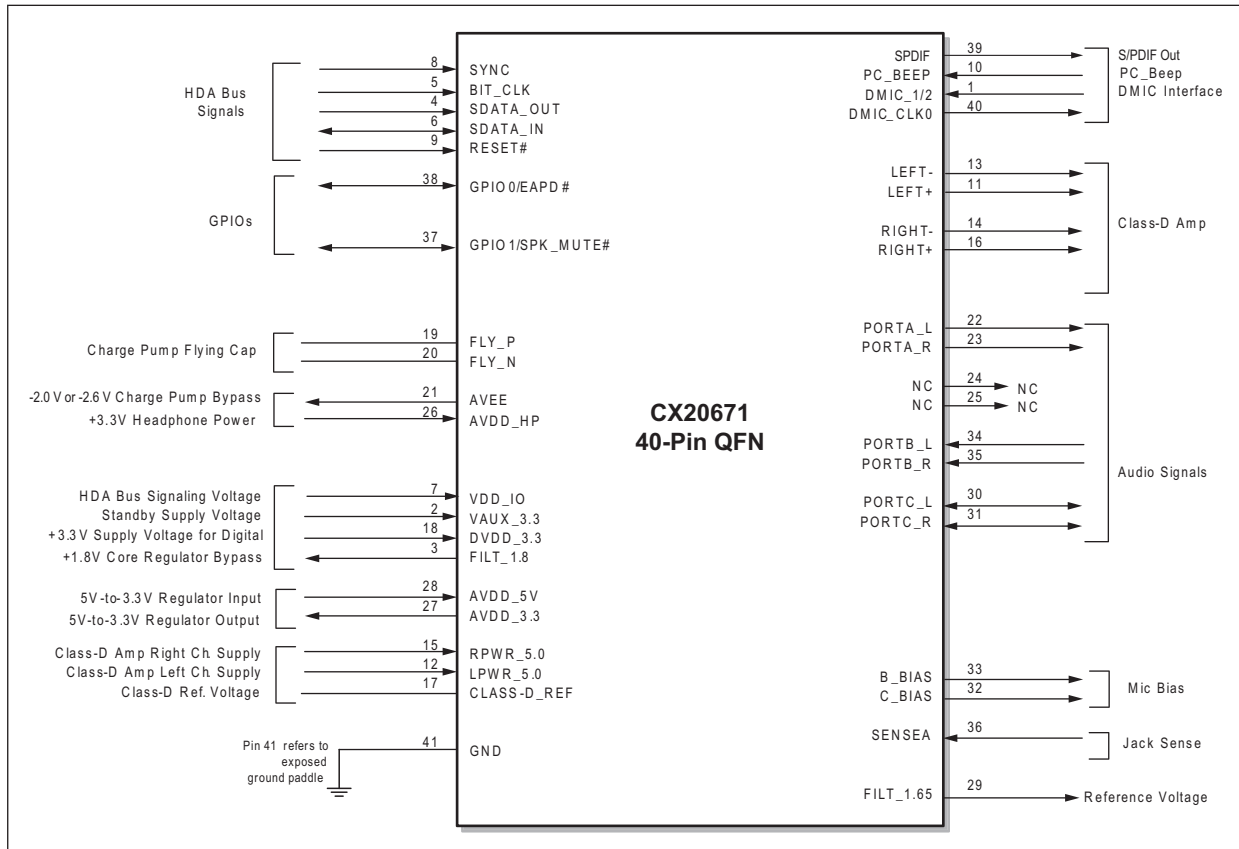 HDA Bus
Signals
8
SYNC
5
BIT_CLK
4
SDATA_OUT
6
SDATA_IN
9
RESET#
GPIOs
38
GPIO0/EAPD#
37
GPIO1/SPK_MUTE#
Charge Pump Flying Cap
19
FLY_P
20
FLY_N
-2.0 V or -2.6 V Charge Pump Bypass
21
AVEE
+3.3V Headphone Power
26
AVDD_HP
HDA Bus Signaling Voltage
7
VDD_IO
Standby Supply Voltage
2
VAUX_3.3
+3.3V Supply Voltage for Digital
18
DVDD_3.3
+1.8V Core Regulator Bypass
3
FILT_1.8
5V-to-3.3V Regulator Input
28
AVDD_5V
5V-to-3.3V Regulator Output
27
AVDD_3.3
Class-D Amp Right Ch. Supply
15
RPWR_5.0
Class-D Amp Left Ch. Supply
12
LPWR_5.0
Class-D Ref. Voltage
17
CLASS-D_REF
Pin 41 refers to
exposed
ground paddle
41
GND
CX20671
40-Pin QFN
SPDIF
39
S/PDIF Out
PC_BEEP
10
PC_Beep
DMIC_1/2
1
DMIC Interface
DMIC_CLK0
40
LEFT-
13
LEFT+
11
RIGHT-
14
RIGHT+
16
Class-D Amp
PORTA_L
22
PORTA_R
23
NC
24
NC
NC
25
NC
PORTB_L
34
PORTB_R
35
PORTC_L
30
PORTC_R
31
Audio Signals
B_BIAS
33
C_BIAS
32
Mic Bias
SENSEA
36
Jack Sense
FILT_1.65
29
Reference Voltage